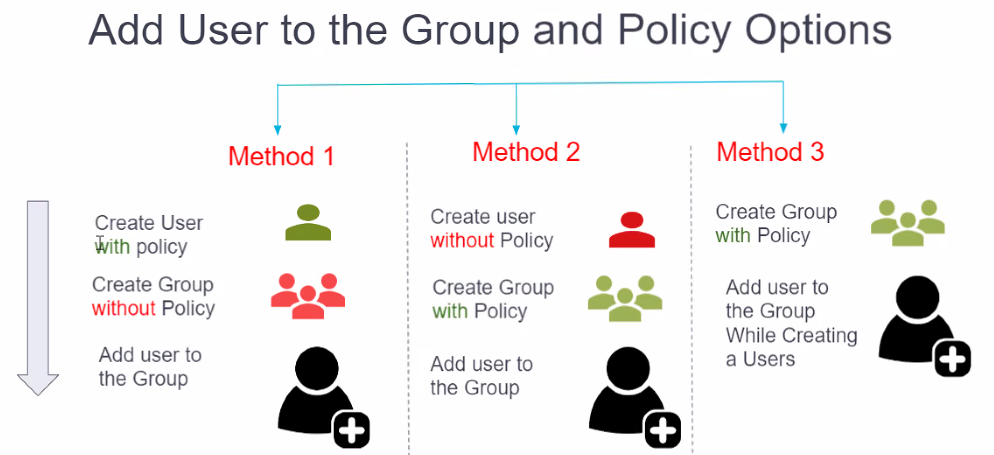 Add User to the Group and Policy Options
Method 1
Create User
with policy
Create Group
without Policy
Add user to
the Group
Method 2
Create user
without Policy
Create Group
with Policy
Add user to
the Group
Method 3
Create Group
with Policy
Add user to
the Group
While Creating
a Users